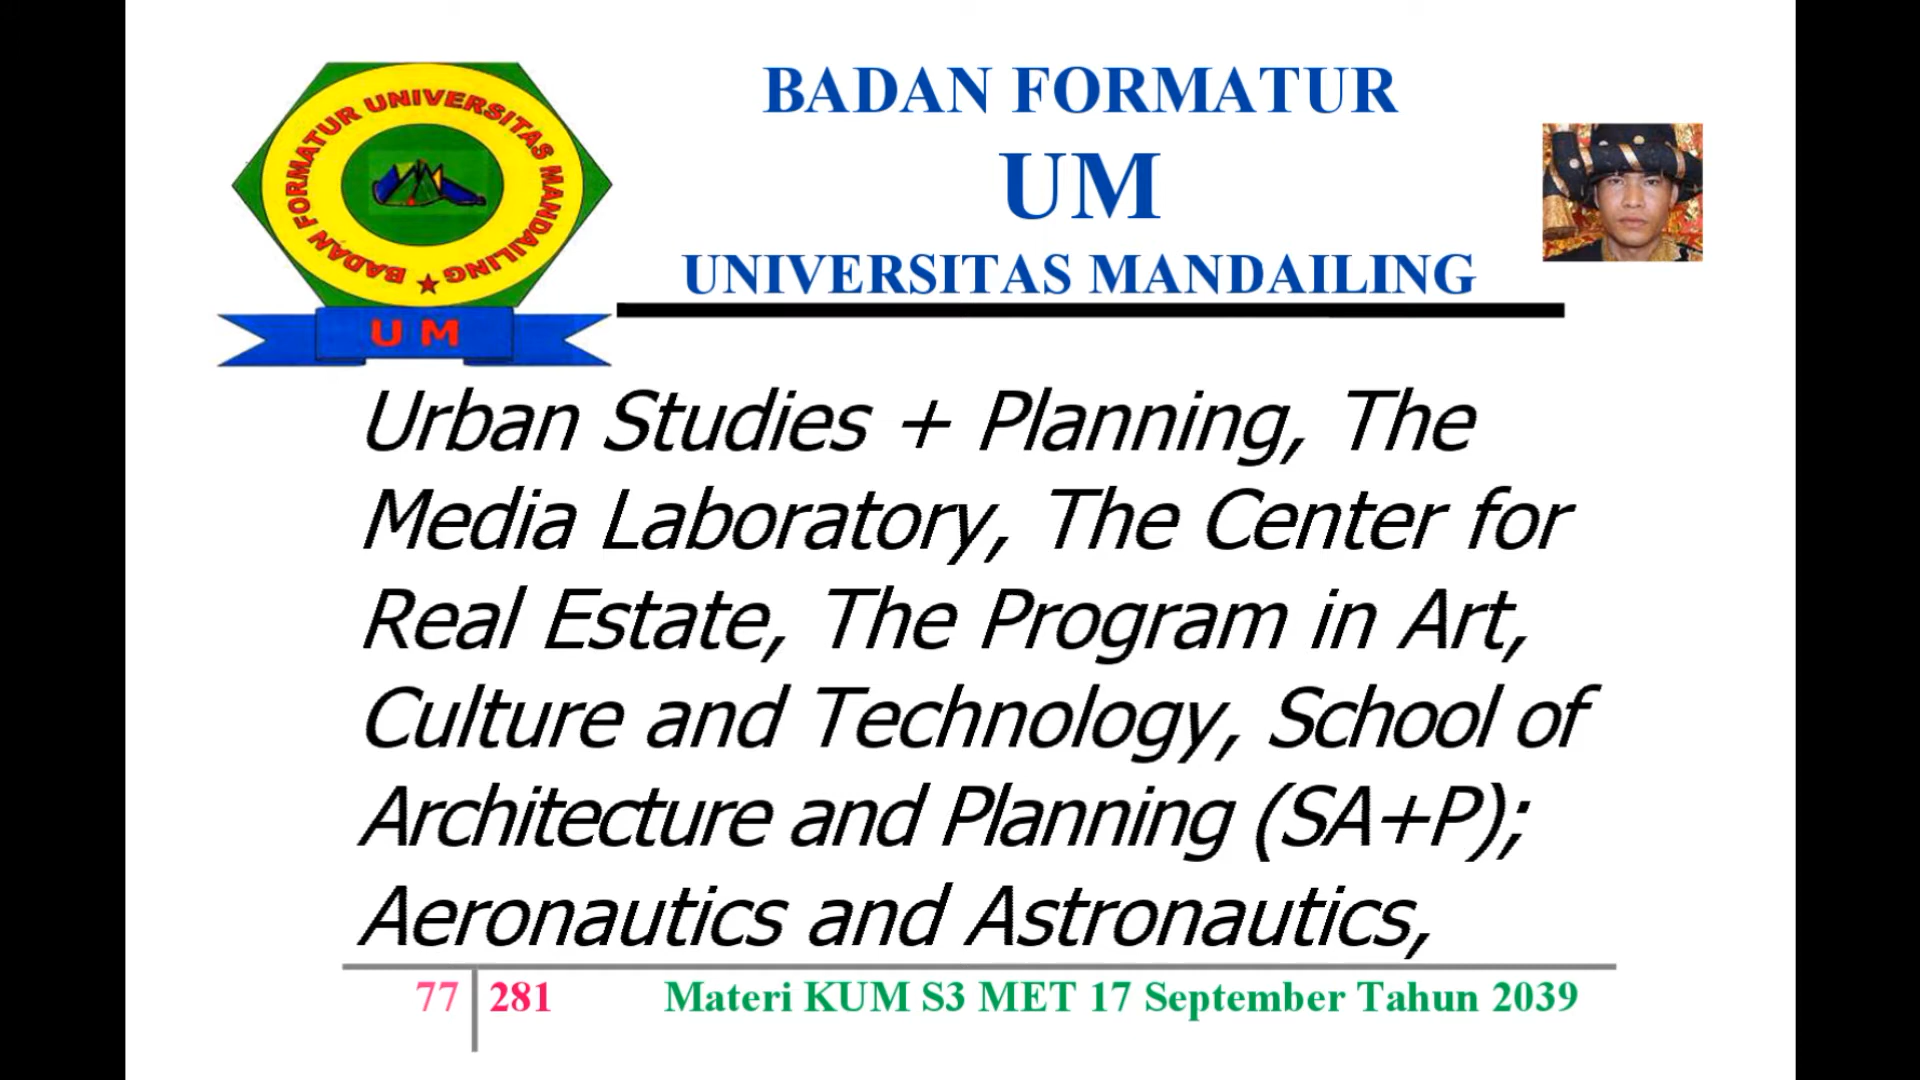 BADAN FORMATUR UNIVERSITAS MANDAILING
U M
BADAN FORMATUR
UM
UNIVERSITAS MANDAILING
Urban Studies + Planning, The
Media Laboratory, The Center for
Real Estate, The Program in Art,
Culture and Technology, School of
Architecture and Planning (SA+P);
Aeronautics and Astronautics,
77 281 Materi KUM S3 MET 17 September Tahun 2039